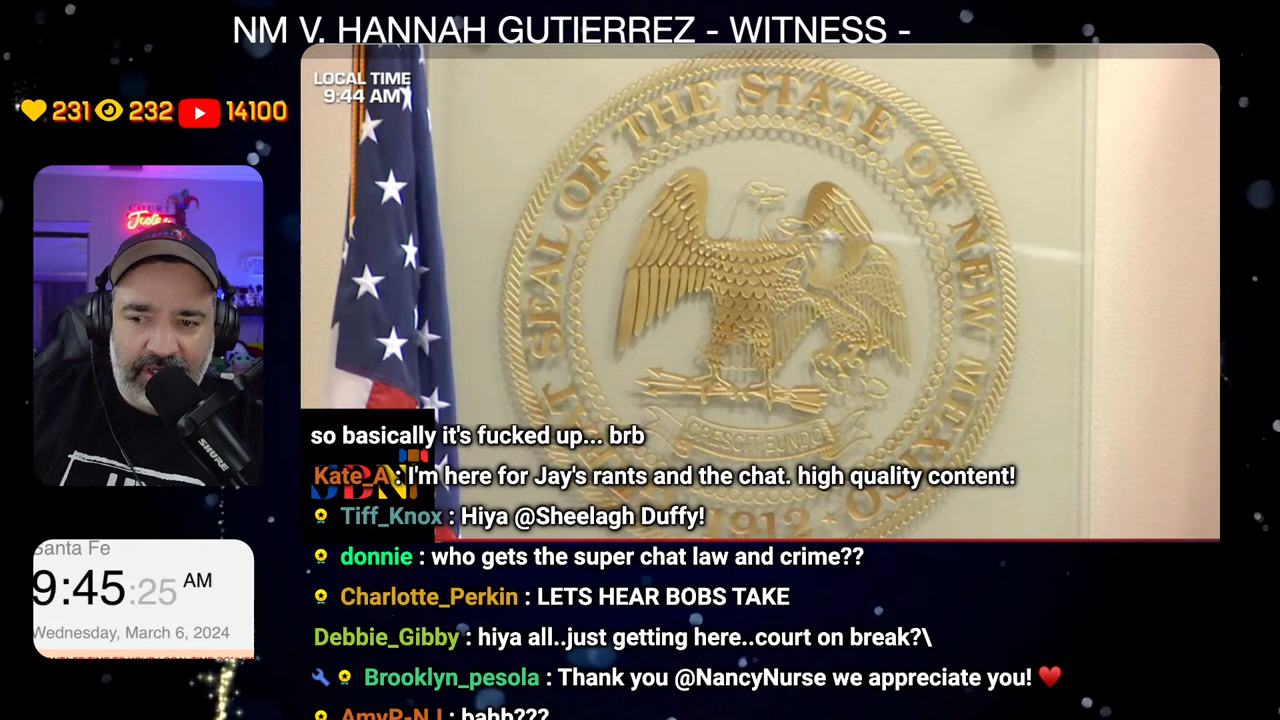 NM V. HANNAH GUTIERREZ - WITNESS -
LOCAL TIME
9:44 AM
231 232 14100
SEAL OF THE STATE OF NEW MEXICO
CRESCIT EUNDO
1912
so basically it's fucked up... brb
Kate_A : I'm here for Jay's rants and the chat. high quality content!
Tiff_Knox : Hiya @Sheelagh Duffy!
donnie : who gets the super chat law and crime??
Charlotte_Perkin : LETS HEAR BOBS TAKE
Debbie_Gibby : hiya all..just getting here..court on break?\
Brooklyn_pesola : Thank you @NancyNurse we appreciate you! ❤️
SHURE
Santa Fe
9:45:25 AM
Wednesday, March 6, 2024